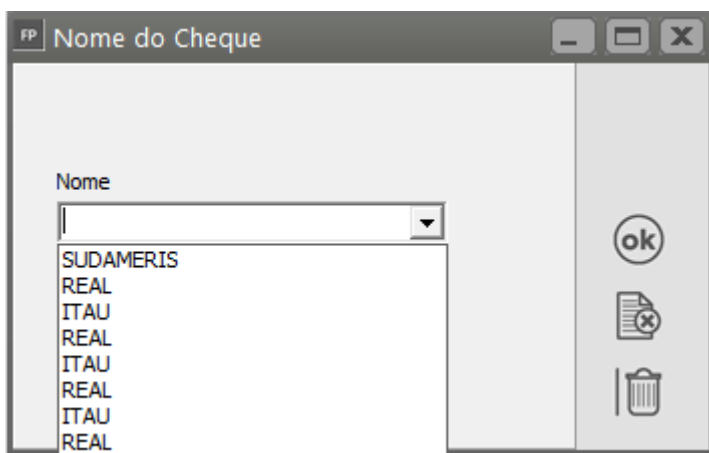 FP Nome do Cheque
Nome
SUDAMERIS
REAL
ITAU
REAL
ITAU
REAL
ITAU
REAL
ok